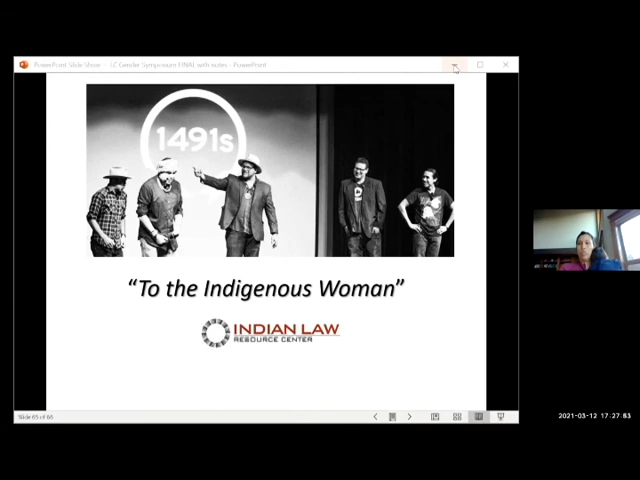 PowerPoint Slide Show - LC Gender Symposium FINAL with notes - PowerPoint
1491s
“To the Indigenous Woman”
INDIAN LAW
RESOURCE CENTER
Slide 65 of 66
2021-03-12 17:27:53